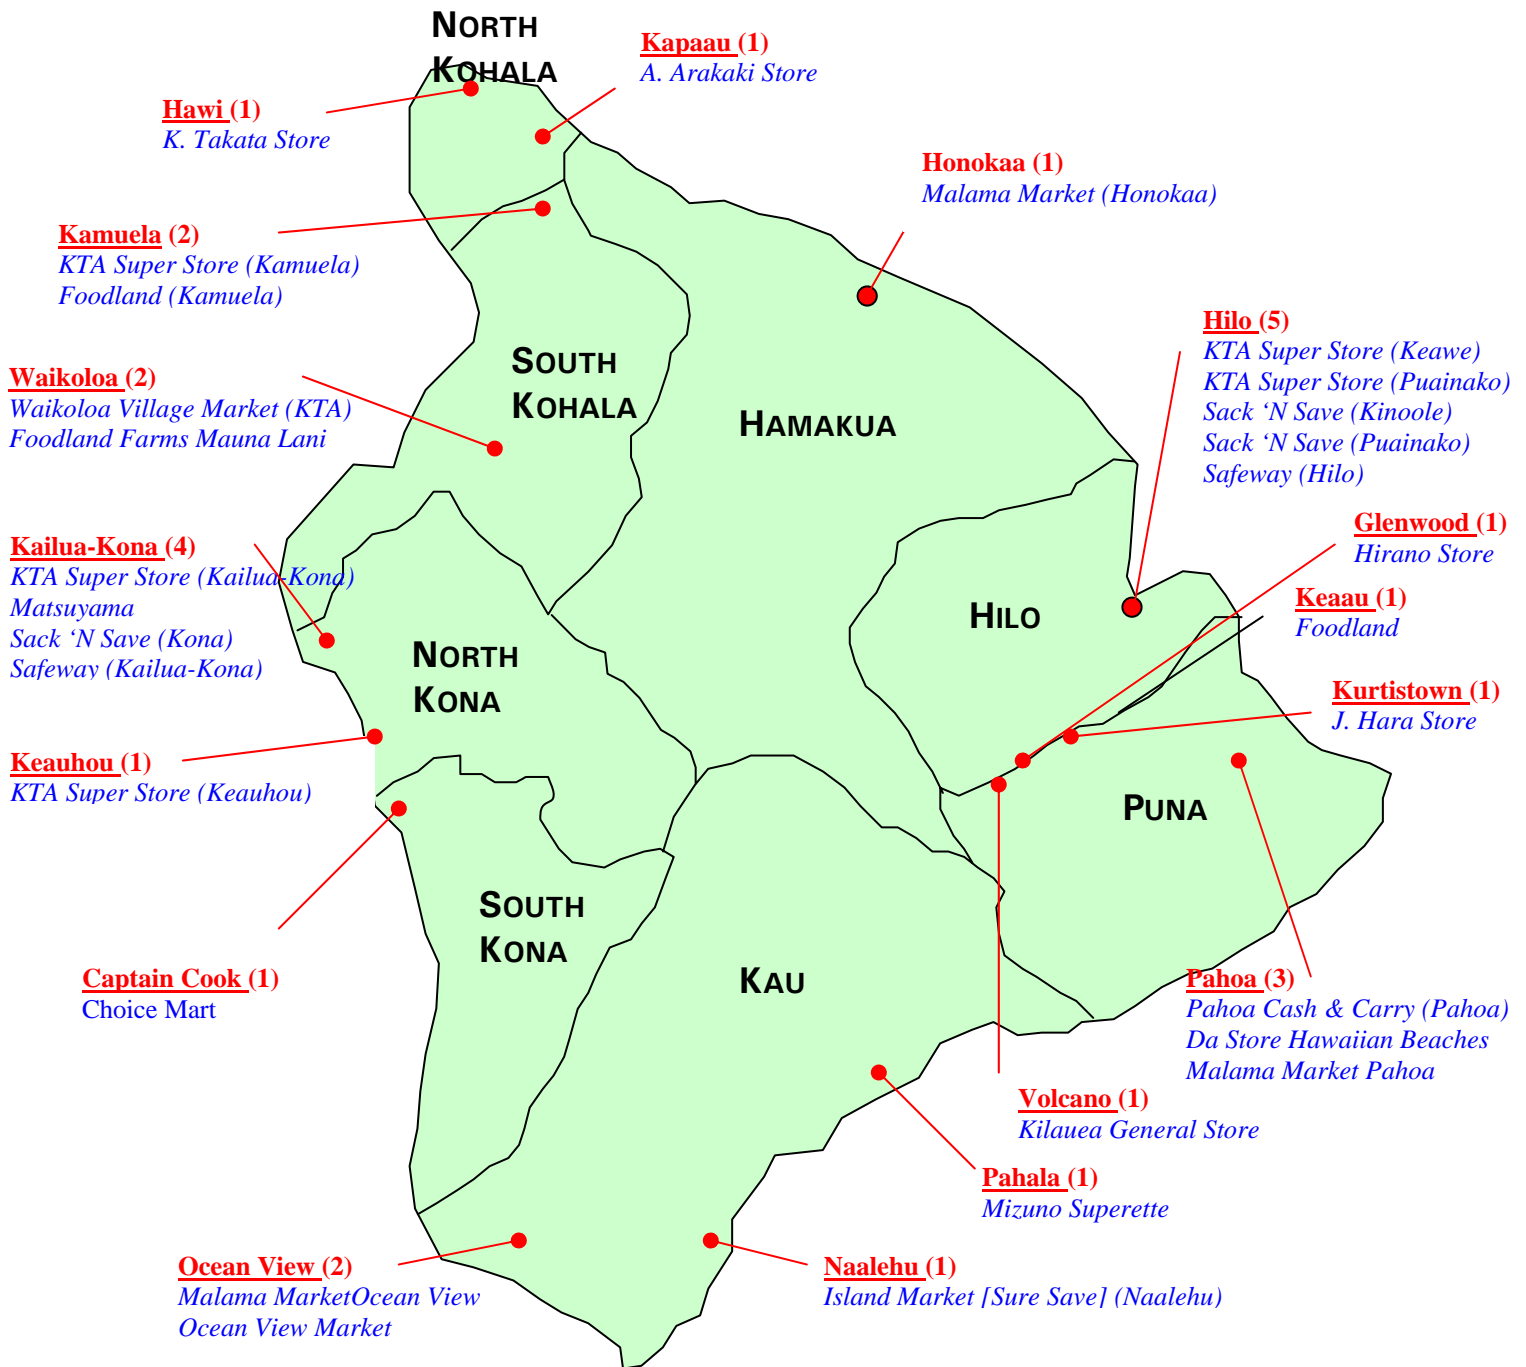 NORTH
KOHALA
Kapaau (1)
A. Arakaki Store
Hawi (1)
K. Takata Store
Honokaa (1)
Malama Market (Honokaa)
Kamuela (2)
KTA Super Store (Kamuela)
Foodland (Kamuela)
Hilo (5)
KTA Super Store (Keawe)
KTA Super Store (Puainako)
Sack ‘N Save (Kinoole)
Sack ‘N Save (Puainako)
Safeway (Hilo)
SOUTH
KOHALA
Waikoloa (2)
Waikoloa Village Market (KTA)
Foodland Farms Mauna Lani
HAMAKUA
Glenwood (1)
Hirano Store
Kailua-Kona (4)
KTA Super Store (Kailua-Kona)
Matsuyama
Sack ‘N Save (Kona)
Safeway (Kailua-Kona)
Keaau (1)
Foodland
HILO
NORTH
KONA
Kurtistown (1)
J. Hara Store
Keauhou (1)
KTA Super Store (Keauhou)
PUNA
SOUTH
KONA
KAU
Captain Cook (1)
Choice Mart
Pahoa (3)
Pahoa Cash & Carry (Pahoa)
Da Store Hawaiian Beaches
Malama Market Pahoa
Volcano (1)
Kilauea General Store
Pahala (1)
Mizuno Superette
Ocean View (2)
Malama MarketOcean View
Ocean View Market
Naalehu (1)
Island Market [Sure Save] (Naalehu)